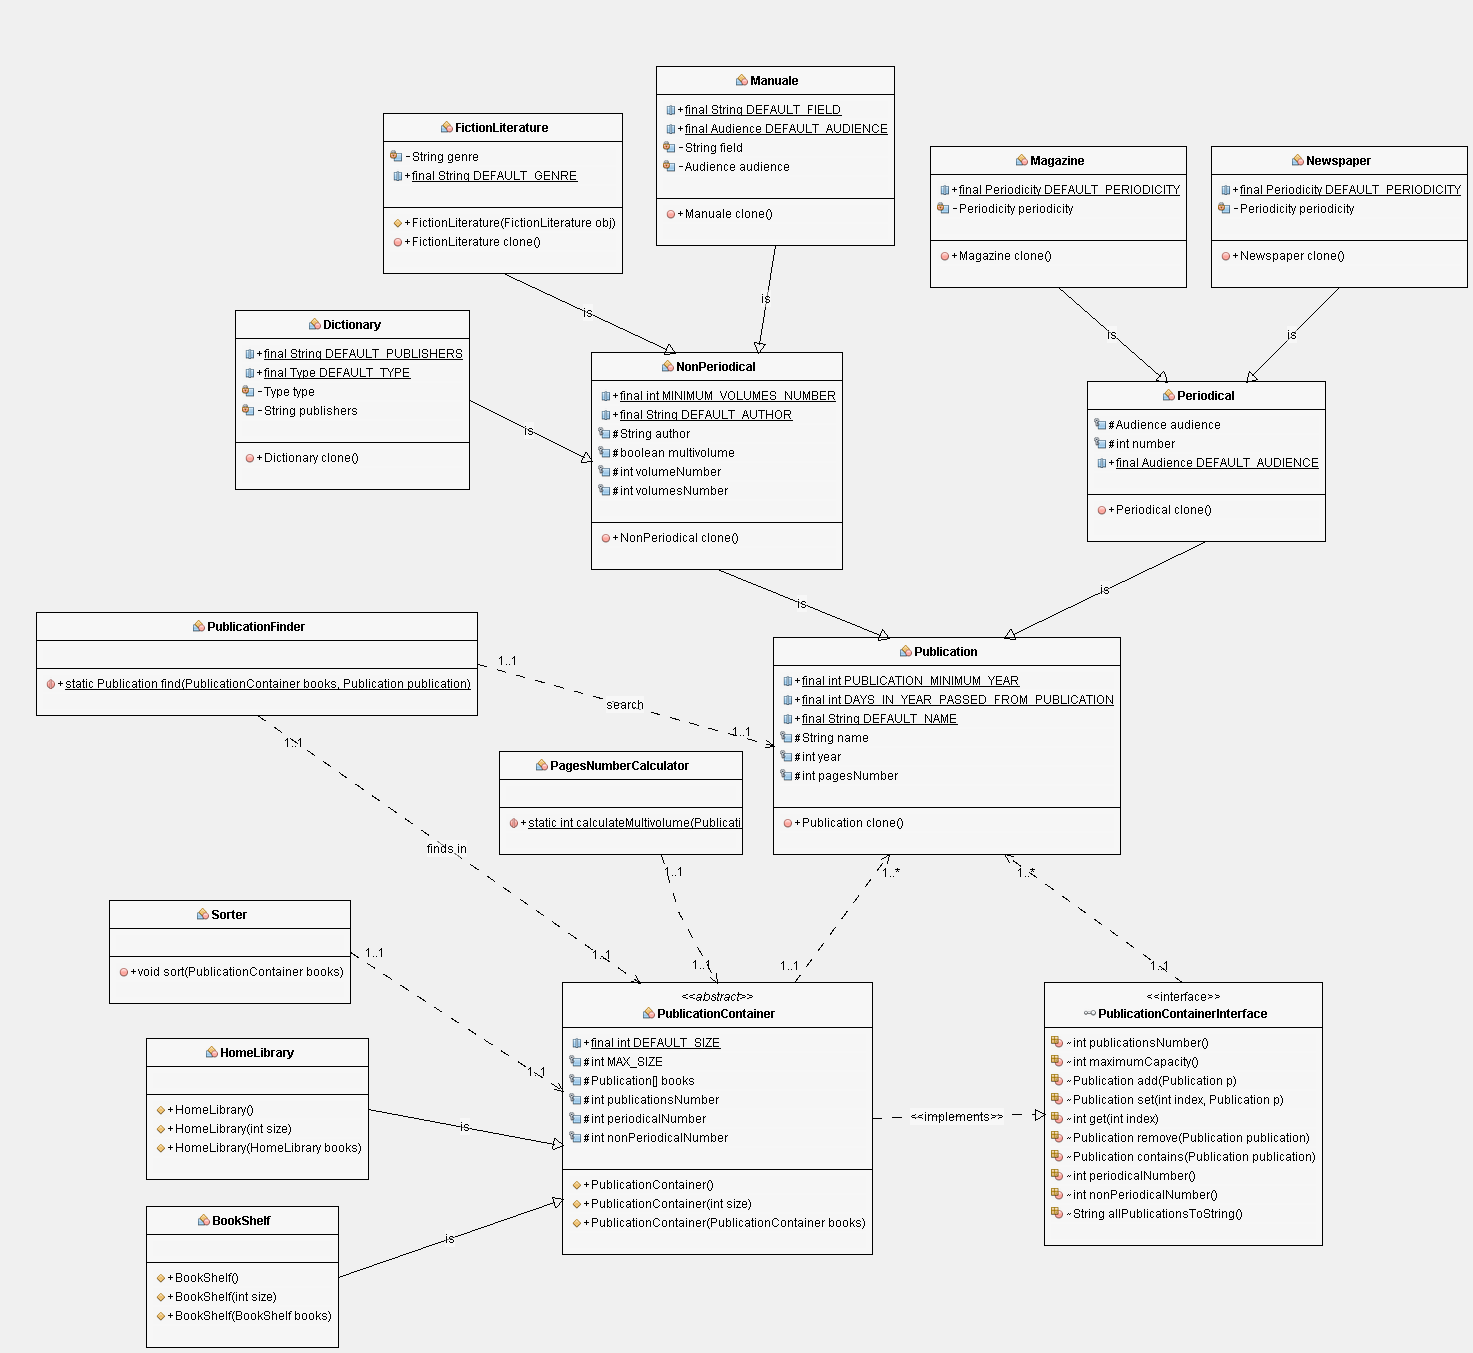 Manuale
+final String DEFAULT_FIELD
+final Audience DEFAULT_AUDIENCE
-String field
-Audience audience
+Manuale clone()
FictionLiterature
-String genre
+final String DEFAULT_GENRE
+FictionLiterature(FictionLiterature obj)
+FictionLiterature clone()
Magazine
+final Periodicity DEFAULT_PERIODICITY
-Periodicity periodicity
+Magazine clone()
Newspaper
+final Periodicity DEFAULT_PERIODICITY
-Periodicity periodicity
+Newspaper clone()
is
is
is
is
Dictionary
+final String DEFAULT_PUBLISHERS
+final Type DEFAULT_TYPE
-Type type
-String publishers
+Dictionary clone()
is
NonPeriodical
+final int MINIMUM_VOLUMES_NUMBER
+final String DEFAULT_AUTHOR
#String author
#boolean multivolume
#int volumeNumber
#int volumesNumber
+NonPeriodical clone()
Periodical
#Audience audience
#int number
+final Audience DEFAULT_AUDIENCE
+Periodical clone()
is
is
PublicationFinder
+static Publication find(PublicationContainer books, Publication publication)
1..1
search
1..1
Publication
+final int PUBLICATION_MINIMUM_YEAR
+final int DAYS_IN_YEAR_PASSED_FROM_PUBLICATION
+final String DEFAULT_NAME
#String name
#int year
#int pagesNumber
+Publication clone()
1..1
finds in
1..1
PagesNumberCalculator
+static int calculateMultivolume(Publicati
1..1
1..1
1..*
1..1
1..*
1..1
Sorter
+void sort(PublicationContainer books)
1..1
1..1
HomeLibrary
+HomeLibrary()
+HomeLibrary(int size)
+HomeLibrary(HomeLibrary books)
is
BookShelf
+BookShelf()
+BookShelf(int size)
+BookShelf(BookShelf books)
is
<<abstract>>
PublicationContainer
+final int DEFAULT_SIZE
#int MAX_SIZE
#Publication[] books
#int publicationsNumber
#int periodicalNumber
#int nonPeriodicalNumber
+PublicationContainer()
+PublicationContainer(int size)
+PublicationContainer(PublicationContainer books)
<<implements>>
<<interface>>
PublicationContainerInterface
~int publicationsNumber()
~int maximumCapacity()
~Publication add(Publication p)
~Publication set(int index, Publication p)
~int get(int index)
~Publication remove(Publication publication)
~Publication contains(Publication publication)
~int periodicalNumber()
~int nonPeriodicalNumber()
~String allPublicationsToString()